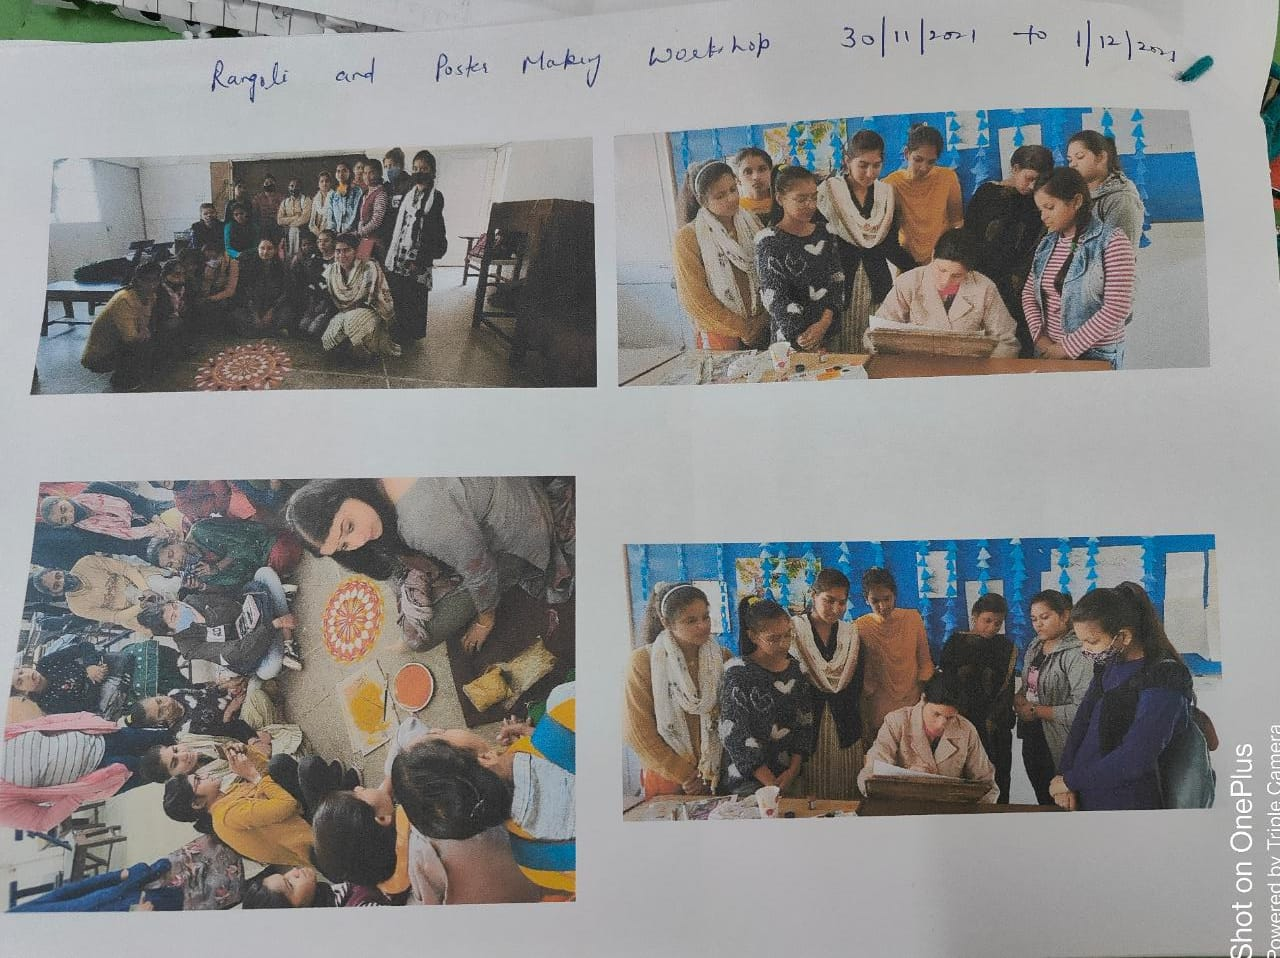 Rangoli and Poster Making Workshop 30/11/2021 to 1/12/2021
Shot on OnePlus
Powered by Triple Camera